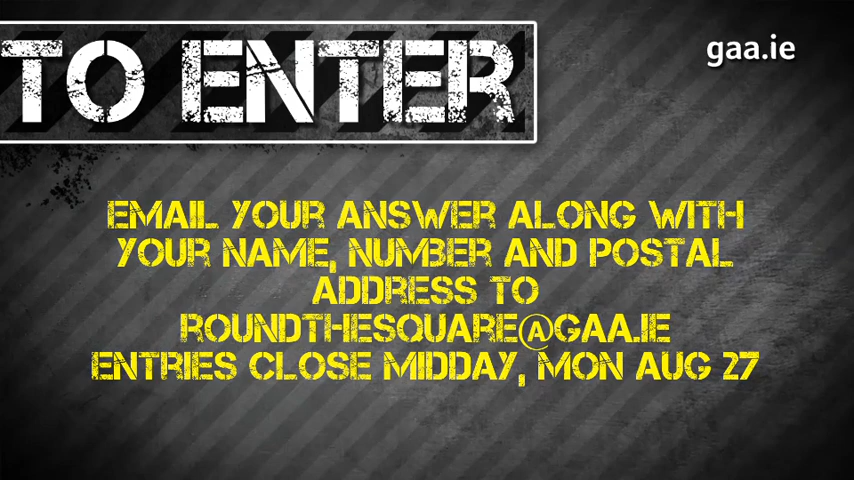 TO ENTER
gaa.ie
EMAIL YOUR ANSWER ALONG WITH
YOUR NAME, NUMBER AND POSTAL
ADDRESS TO
ROUNDTHESQUARE@GAA.IE
ENTRIES CLOSE MIDDAY, MON AUG 27